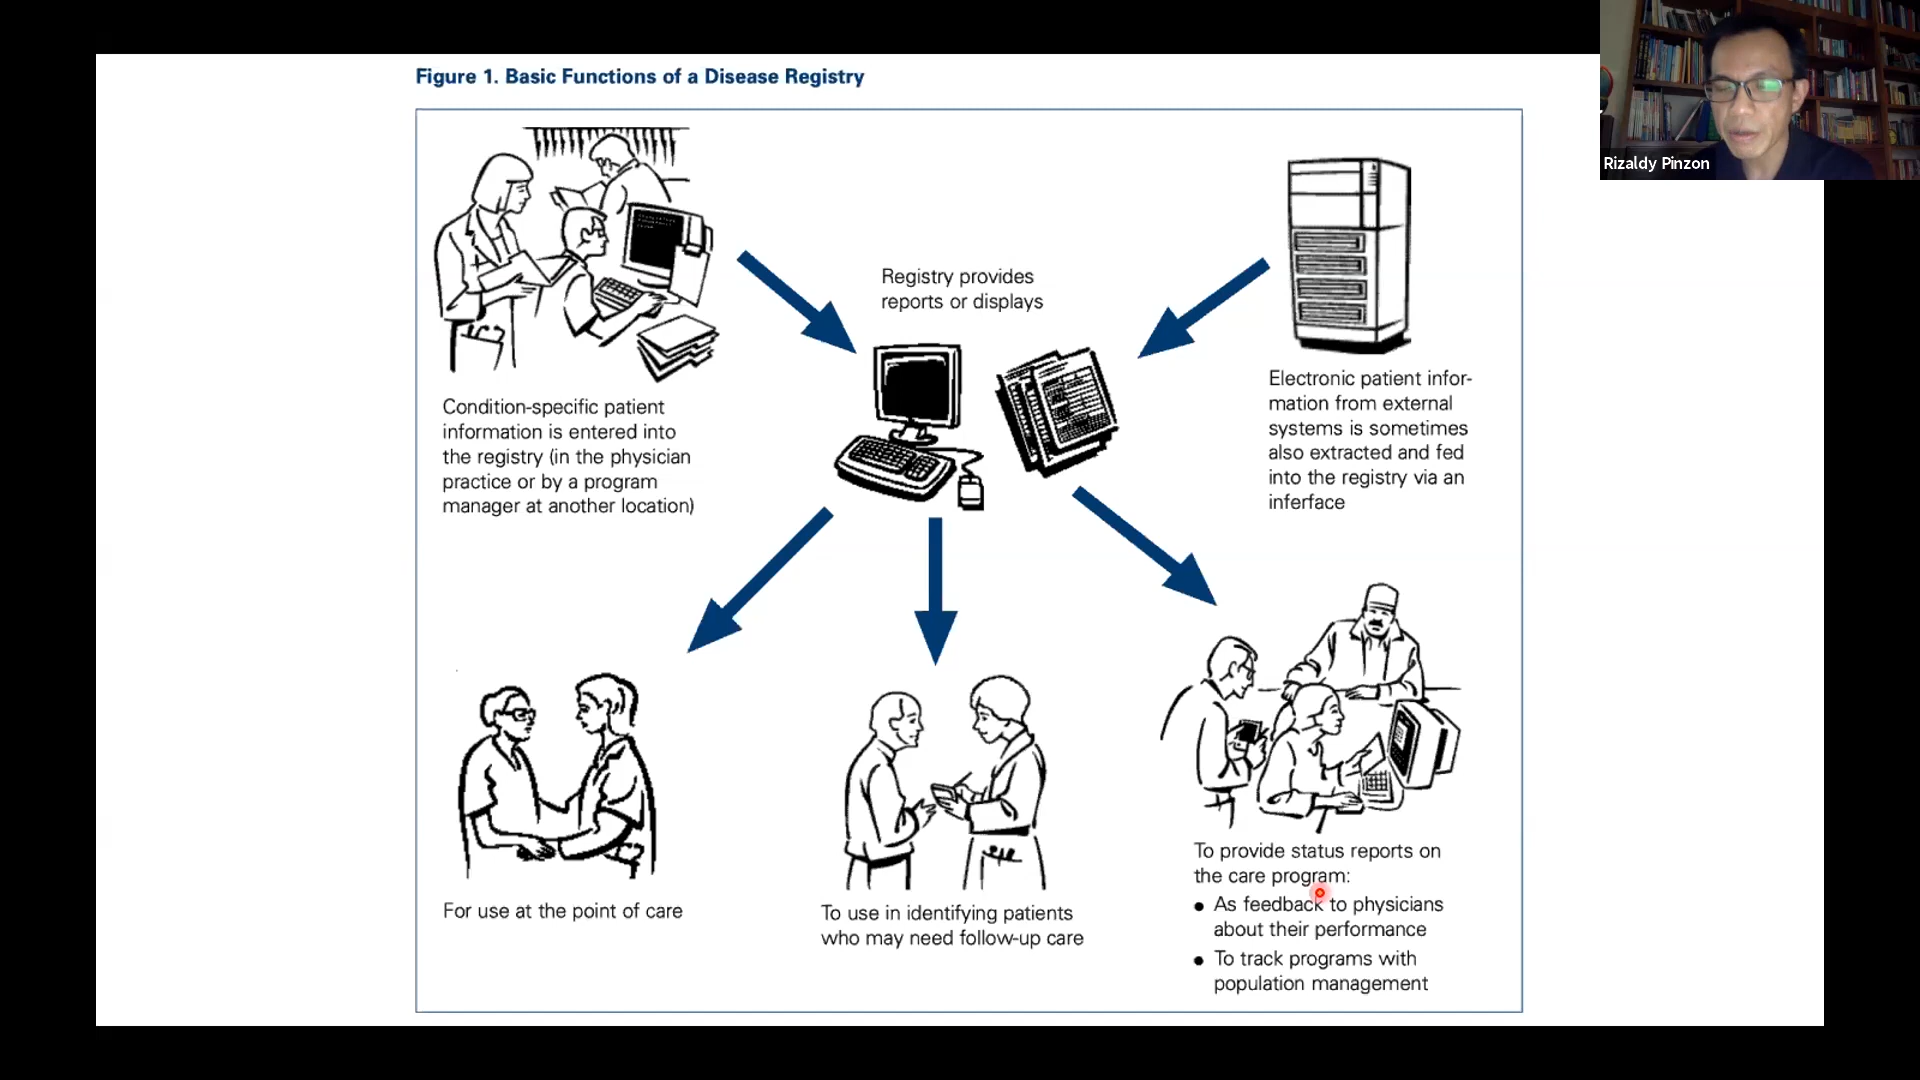 Figure 1. Basic Functions of a Disease Registry
Rizaldy Pinzon
Registry provides
reports or displays
Condition-specific patient
information is entered into
the registry (in the physician
practice or by a program
manager at another location)
Electronic patient infor-
mation from external
systems is sometimes
also extracted and fed
into the registry via an
inferface
For use at the point of care
To use in identifying patients
who may need follow-up care
To provide status reports on
the care program:
• As feedback to physicians
about their performance
• To track programs with
population management